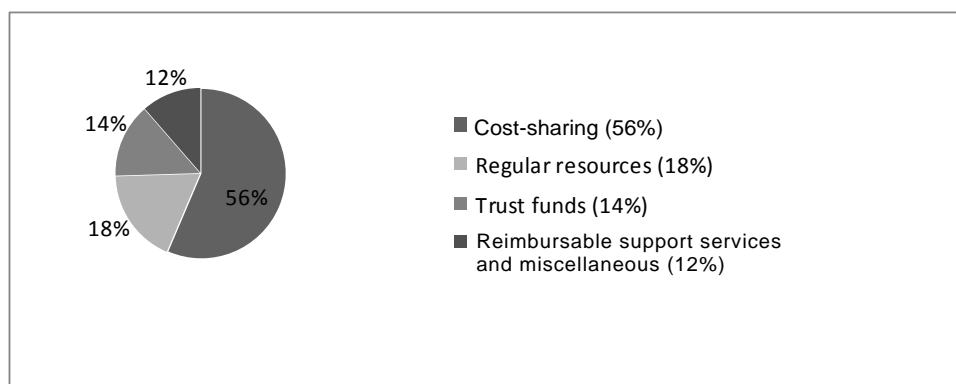 12%
14%
56%
18%
Cost-sharing (56%)
Regular resources (18%)
Trust funds (14%)
Reimbursable support services
and miscellaneous (12%)